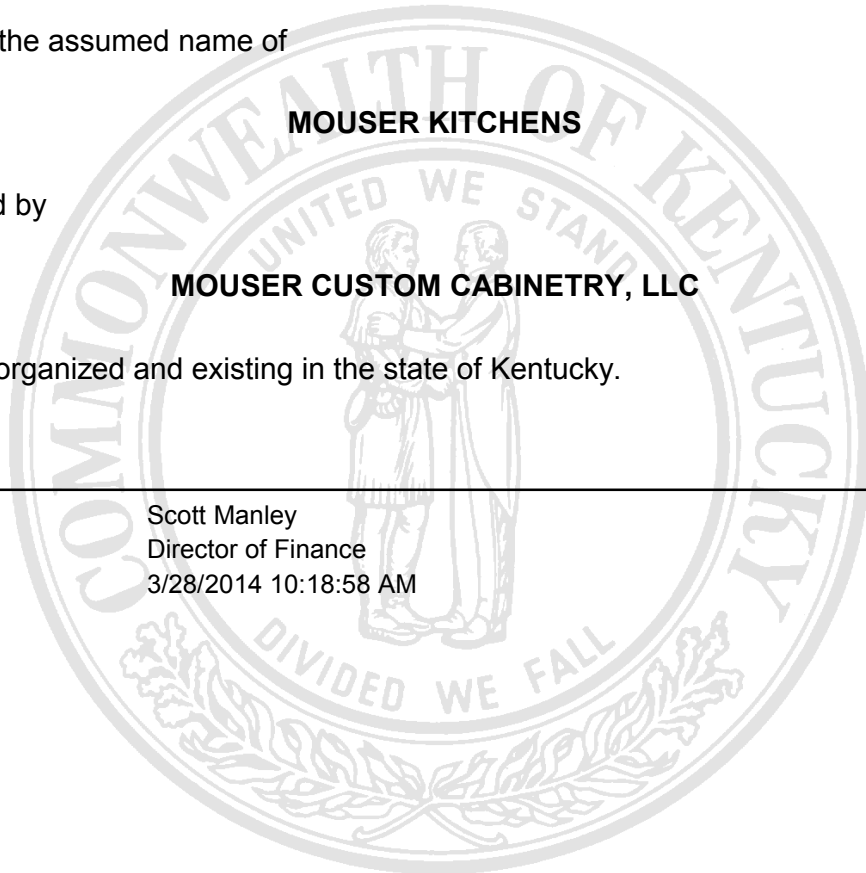 the assumed name of
MOUSER KITCHENS
d by
MOUSER CUSTOM CABINETRY, LLC
organized and existing in the state of Kentucky.
Scott Manley
Director of Finance
3/28/2014 10:18:58 AM
COMMONWEALTH OF KENTUCKY
UNITED WE STAND
DIVIDED WE FALL